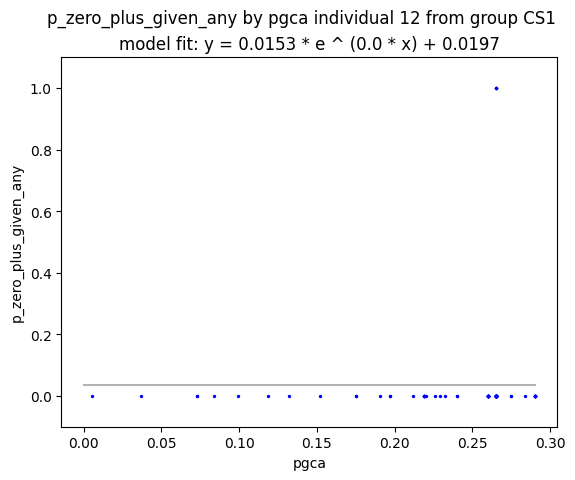 p_zero_plus_given_any by pgca individual 12 from group CS1
model fit: y = 0.0153 * e ^ (0.0 * x) + 0.0197
1.0
0.8
0.6
0.4
0.2
0.0
p_zero_plus_given_any
0.00 0.05 0.10 0.15 0.20 0.25 0.30
pgca